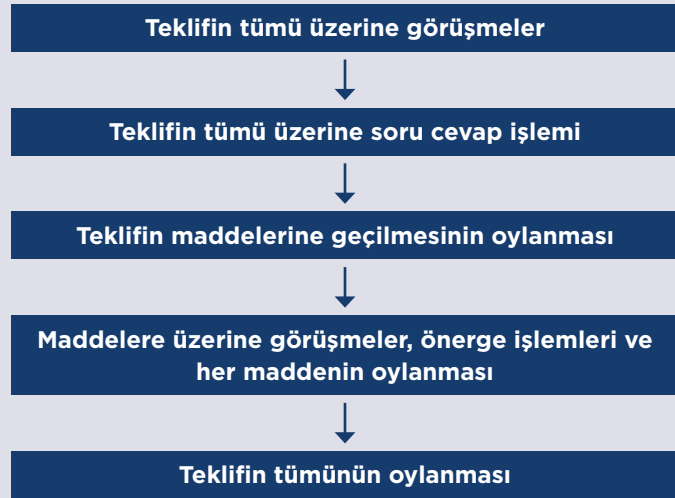 Teklifin tümü üzerine görüşmeler
Teklifin tümü üzerine soru cevap işlemi
Teklifin maddelerine geçilmesinin oylanması
Maddelere üzerine görüşmeler, önerge işlemleri ve
her maddenin oylanması
Teklifin tümünün oylanması